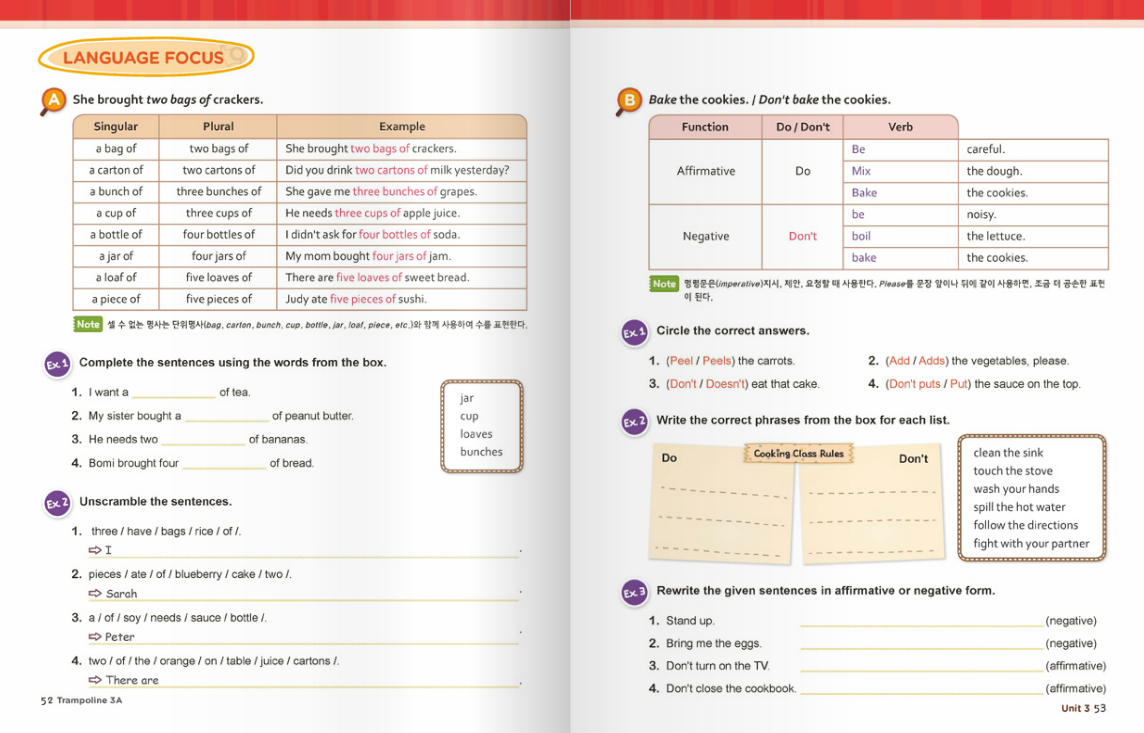 LANGUAGE FOCUS
A She brought two bags of crackers.
Singular Plural Example
a bag of two bags of She brought two bags of crackers.
a carton of two cartons of Did you drink two cartons of milk yesterday?
a bunch of three bunches of She gave me three bunches of grapes.
a cup of three cups of He needs three cups of apple juice.
a bottle of four bottles of I didn't ask for four bottles of soda.
a jar of four jars of My mom bought four jars of jam.
a loaf of five loaves of There are five loaves of sweet bread.
a piece of five pieces of Judy ate five pieces of sushi.
Note 셀 수 없는 명사는 단위명사(bag, carton, bunch, cup, bottle, jar, loaf, piece, etc.)와 함께 사용하여 수를 표현한다.
Ex.1 Complete the sentences using the words from the box.
1. I want a ____ of tea.
2. My sister bought a ____ of peanut butter.
3. He needs two ____ of bananas.
4. Bomi brought four ____ of bread.
jar
cup
loaves
bunches
Ex.2 Unscramble the sentences.
1. three / have / bags / rice / of /.
⇨ I ____.
2. pieces / ate / of / blueberry / cake / two /.
⇨ Sarah ____.
3. a / of / soy / needs / sauce / bottle /.
⇨ Peter ____.
4. two / of / the / orange / on / table / juice / cartons /.
⇨ There are ____.
52 Trampoline 3A
B Bake the cookies. / Don't bake the cookies.
Function Do / Don't Verb
Affirmative Do
Be careful.
Mix the dough.
Bake the cookies.
Negative Don't
be noisy.
boil the lettuce.
bake the cookies.
Note 명령문은(imperative)지시, 제안, 요청할 때 사용한다. Please를 문장 앞이나 뒤에 같이 사용하면, 조금 더 공손한 표현
이 된다.
Ex.1 Circle the correct answers.
1. (Peel / Peels) the carrots. 2. (Add / Adds) the vegetables, please.
3. (Don't / Doesn't) eat that cake. 4. (Don't puts / Put) the sauce on the top.
Ex.2 Write the correct phrases from the box for each list.
Cooking Class Rules
Do Don't
clean the sink
touch the stove
wash your hands
spill the hot water
follow the directions
fight with your partner
Ex.3 Rewrite the given sentences in affirmative or negative form.
1. Stand up. ____ (negative)
2. Bring me the eggs. ____ (negative)
3. Don't turn on the TV. ____ (affirmative)
4. Don't close the cookbook. ____ (affirmative)
Unit 3 53